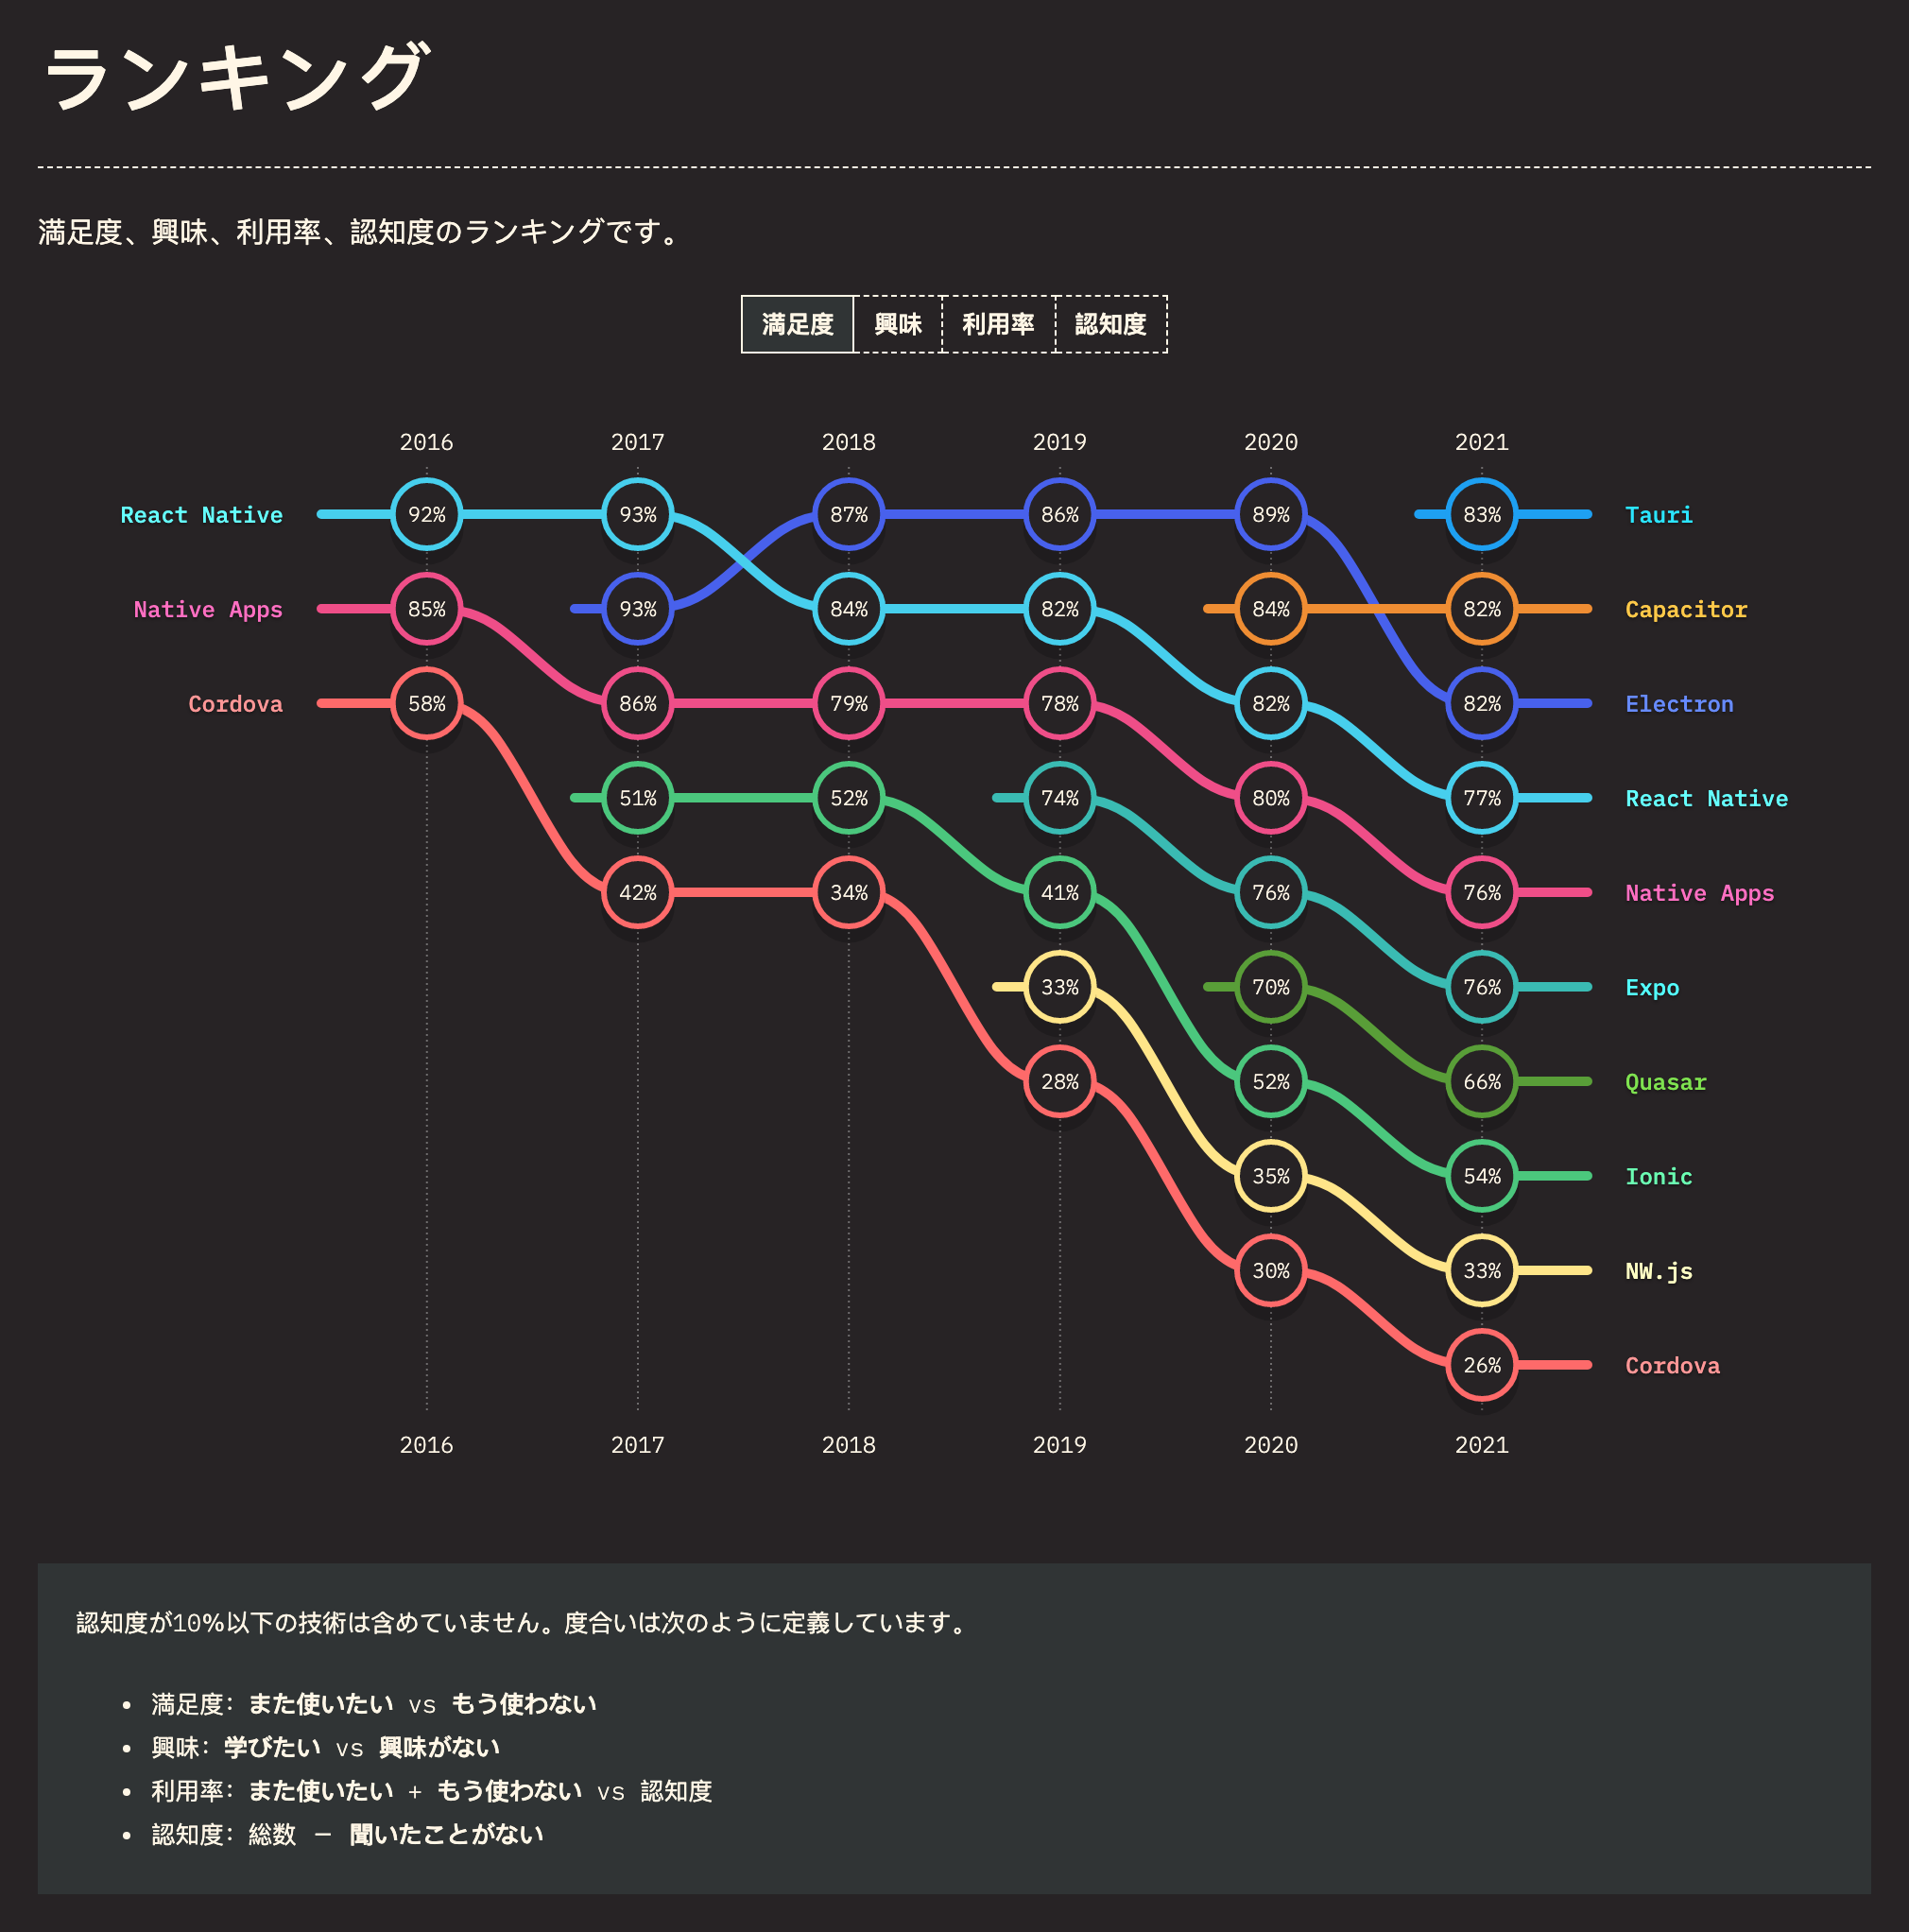 ランキング
満足度、興味、利用率、認知度のランキングです。
満足度 興味 利用率 認知度
2016 2017 2018 2019 2020 2021
React Native 92% 93% 87% 86% 89% 83% Tauri
Native Apps 85% 93% 84% 82% 84% 82% Capacitor
Cordova 58% 86% 79% 78% 82% 82% Electron
51% 52% 74% 80% 77% React Native
42% 34% 41% 76% 76% Native Apps
33% 70% 76% Expo
28% 52% 66% Quasar
35% 54% Ionic
30% 33% NW.js
26% Cordova
2016 2017 2018 2019 2020 2021
認知度が10%以下の技術は含めていません。度合いは次のように定義しています。
• 満足度: また使いたい vs もう使わない
• 興味: 学びたい vs 興味がない
• 利用率: また使いたい + もう使わない vs 認知度
• 認知度: 総数 − 聞いたことがない